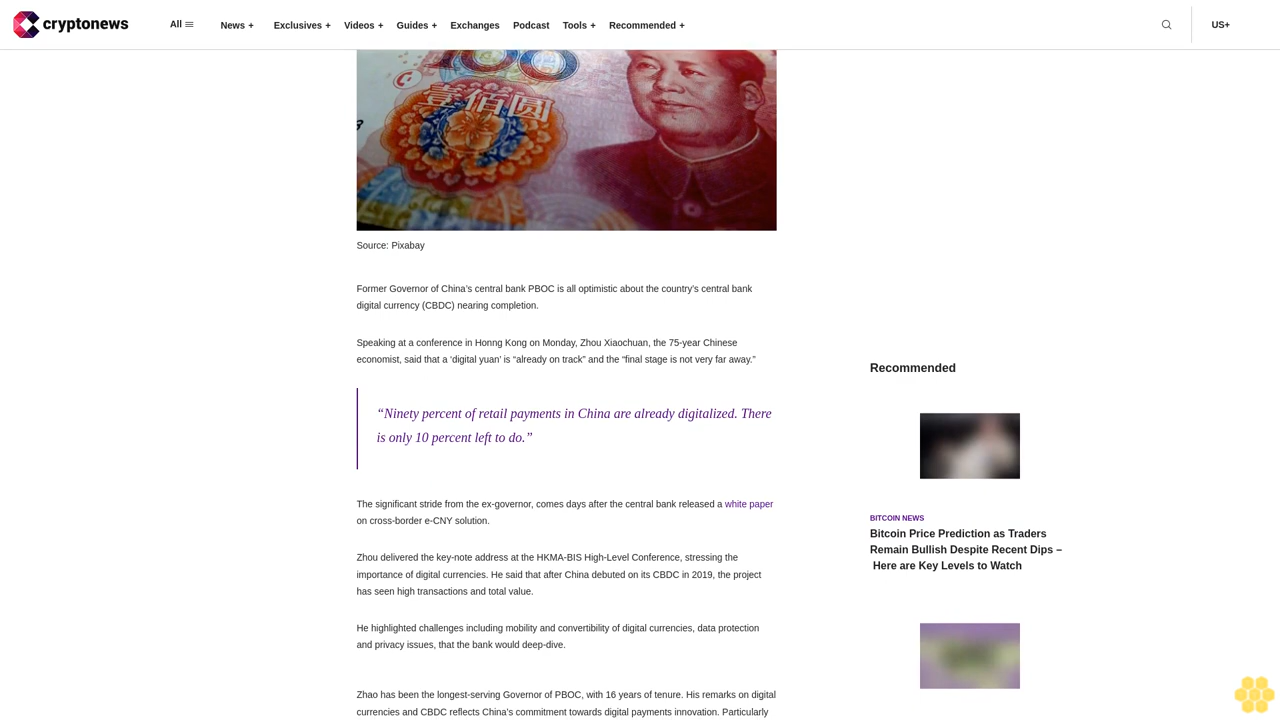 cryptonews
All
News +
Exclusives +
Videos +
Guides +
Exchanges
Podcast
Tools +
Recommended +
US+
壹佰圆
Source: Pixabay
Former Governor of China’s central bank PBOC is all optimistic about the country’s central bank
digital currency (CBDC) nearing completion.
Speaking at a conference in Honng Kong on Monday, Zhou Xiaochuan, the 75-year Chinese
economist, said that a ‘digital yuan’ is “already on track” and the “final stage is not very far away.”
“Ninety percent of retail payments in China are already digitalized. There
is only 10 percent left to do.”
The significant stride from the ex-governor, comes days after the central bank released a white paper
on cross-border e-CNY solution.
Zhou delivered the key-note address at the HKMA-BIS High-Level Conference, stressing the
importance of digital currencies. He said that after China debuted on its CBDC in 2019, the project
has seen high transactions and total value.
He highlighted challenges including mobility and convertibility of digital currencies, data protection
and privacy issues, that the bank would deep-dive.
Zhao has been the longest-serving Governor of PBOC, with 16 years of tenure. His remarks on digital
currencies and CBDC reflects China’s commitment towards digital payments innovation. Particularly
Recommended
BITCOIN NEWS
Bitcoin Price Prediction as Traders
Remain Bullish Despite Recent Dips –
Here are Key Levels to Watch